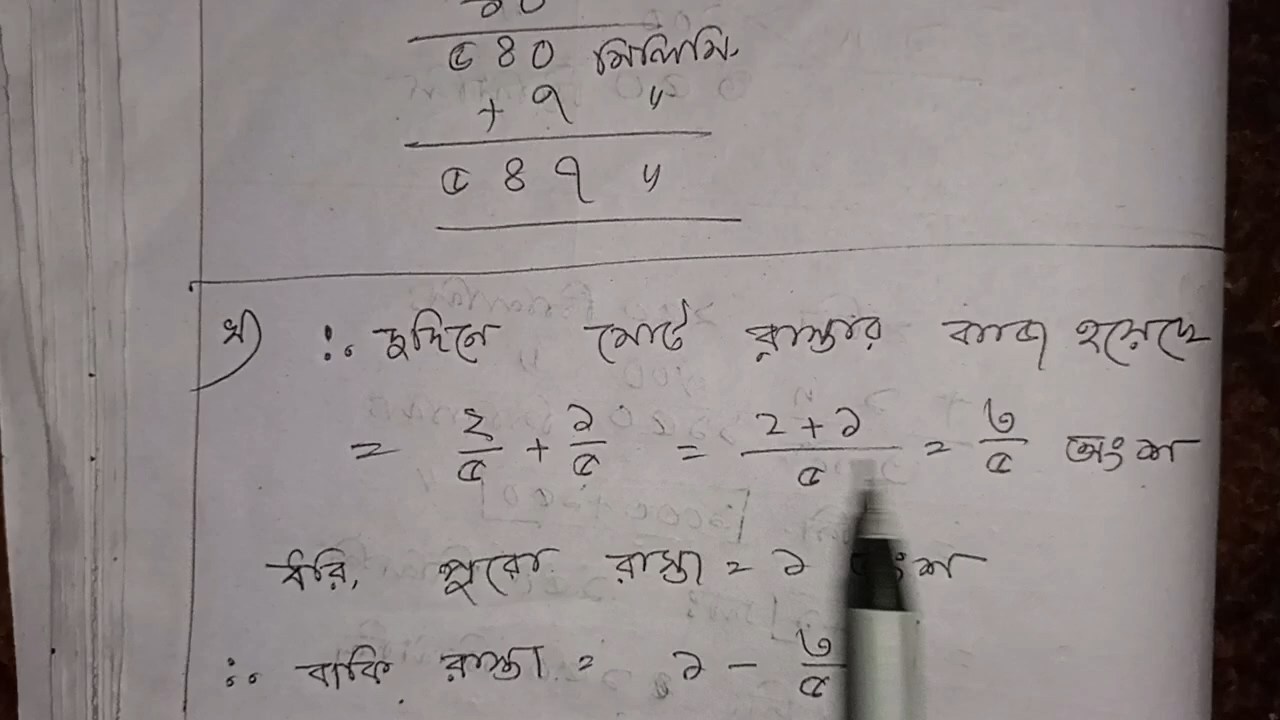 ৫৪০ মিলিমি.
+ ৭ "
৫৪৭ "
খ) ∴ দুদিনে মোট রাস্তার কাজ হয়েছে
= ২/৫ + ১/৫ = ২+১/৫ = ৩/৫ অংশ
ধরি, পুরো রাস্তা = ১ অংশ
∴ বাকি রাস্তা = ১ - ৩/৫